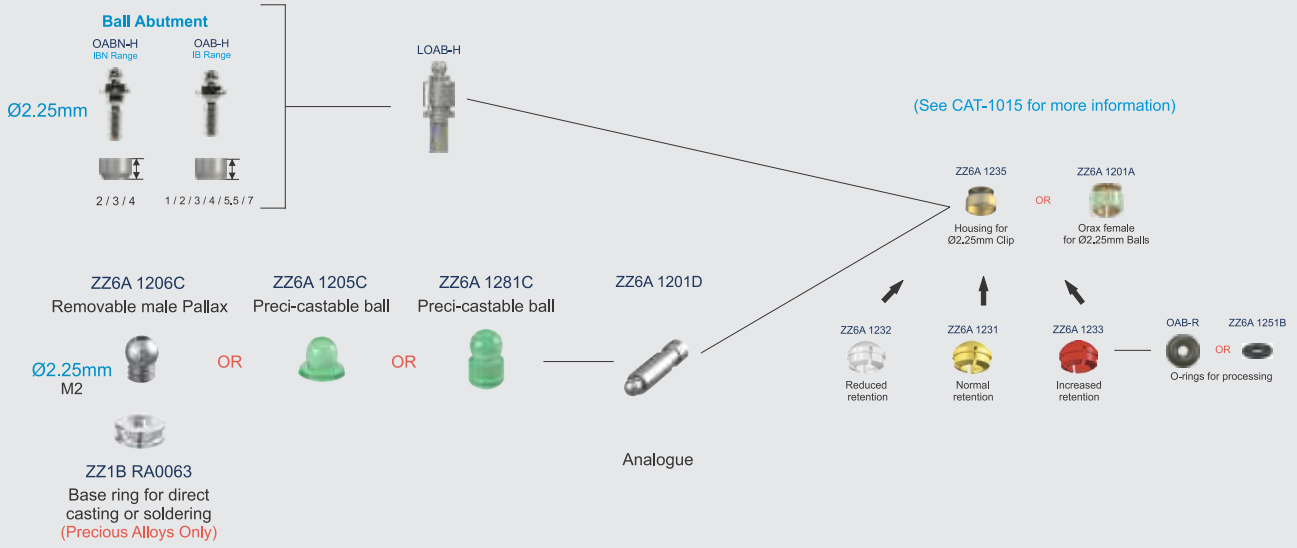 Ball Abutment
OABN-H
IBN Range
OAB-H
IB Range
Ø2.25mm
2 / 3 / 4
1 / 2 / 3 / 4 / 5.5 / 7
LOAB-H
(See CAT-1015 for more information)
ZZ6A 1235
Housing for
Ø2.25mm Clip
OR
ZZ6A 1201A
Orax female
for Ø2.25mm Balls
ZZ6A 1206C
Removable male Pallax
Ø2.25mm
M2
OR
ZZ6A 1205C
Preci-castable ball
OR
ZZ6A 1281C
Preci-castable ball
ZZ6A 1201D
Analogue
ZZ6A 1232
Reduced
retention
ZZ6A 1231
Normal
retention
ZZ6A 1233
Increased
retention
OAB-R
OR
ZZ6A 1251B
O-rings for processing
ZZ1B RA0063
Base ring for direct
casting or soldering
(Precious Alloys Only)